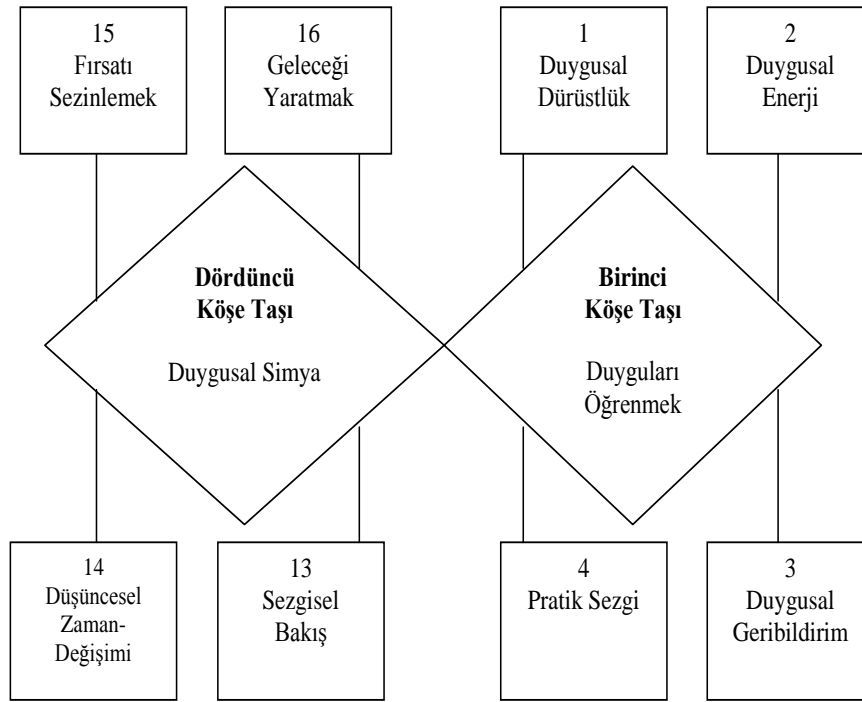 15
Fırsatı
Sezinlemek
16
Geleceği
Yaratmak
1
Duygusal
Dürüstlük
2
Duygusal
Enerji
Dördüncü
Köşe Taşı
Duygusal Simya
Birinci
Köşe Taşı
Duyguları
Öğrenmek
14
Düşüncesel
Zaman-
Değişimi
13
Sezgisel
Bakış
4
Pratik Sezgi
3
Duygusal
Geribildirim